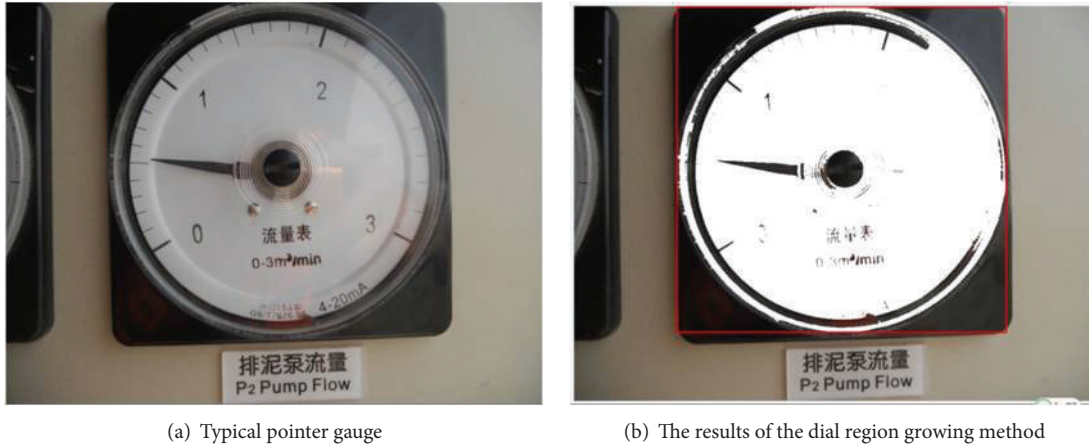 1
2
0
3
流量表
0-3m³/min
4-20mA
排泥泵流量
P2 Pump Flow
(a) Typical pointer gauge
1
流量表
0-3m³/min
排泥泵流量
P2 Pump Flow
(b) The results of the dial region growing method